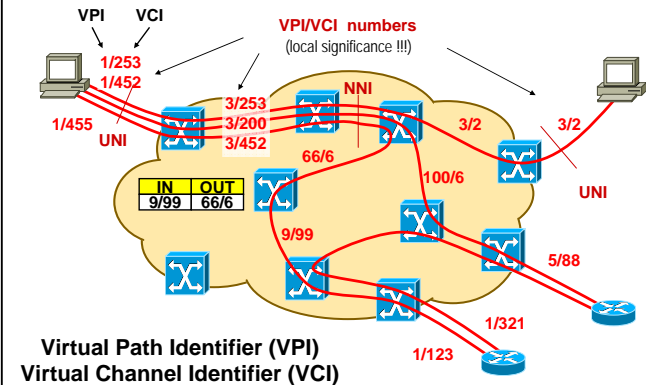 VPI VCI
VPI/VCI numbers
(local significance !!!)
1/253
1/452
1/455
UNI
3/253
3/200
3/452
NNI
3/2
3/2
UNI
66/6
100/6
IN OUT
9/99 66/6
9/99
5/88
1/321
1/123
Virtual Path Identifier (VPI)
Virtual Channel Identifier (VCI)